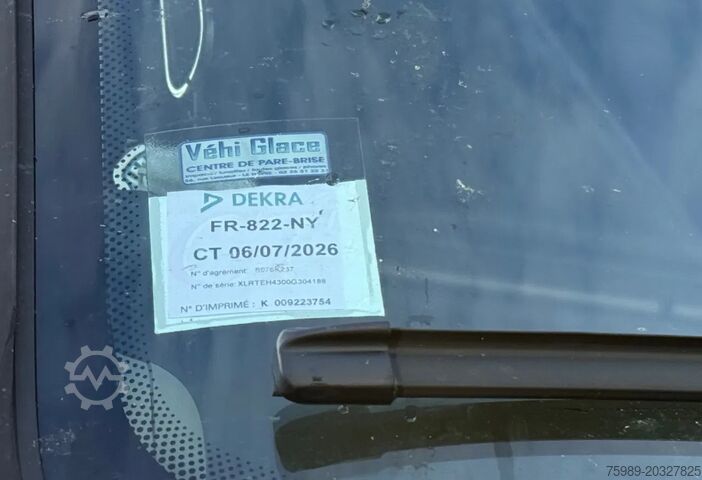 Véhi Glace
CENTRE DE PARE-BRISE
DEKRA
FR-822-NY
CT 06/07/2026
N° d'agrément: S076K237
N° de série: XLRTEH4300G304188
N° D'IMPRIMÉ : K 009223754
75989-20327825